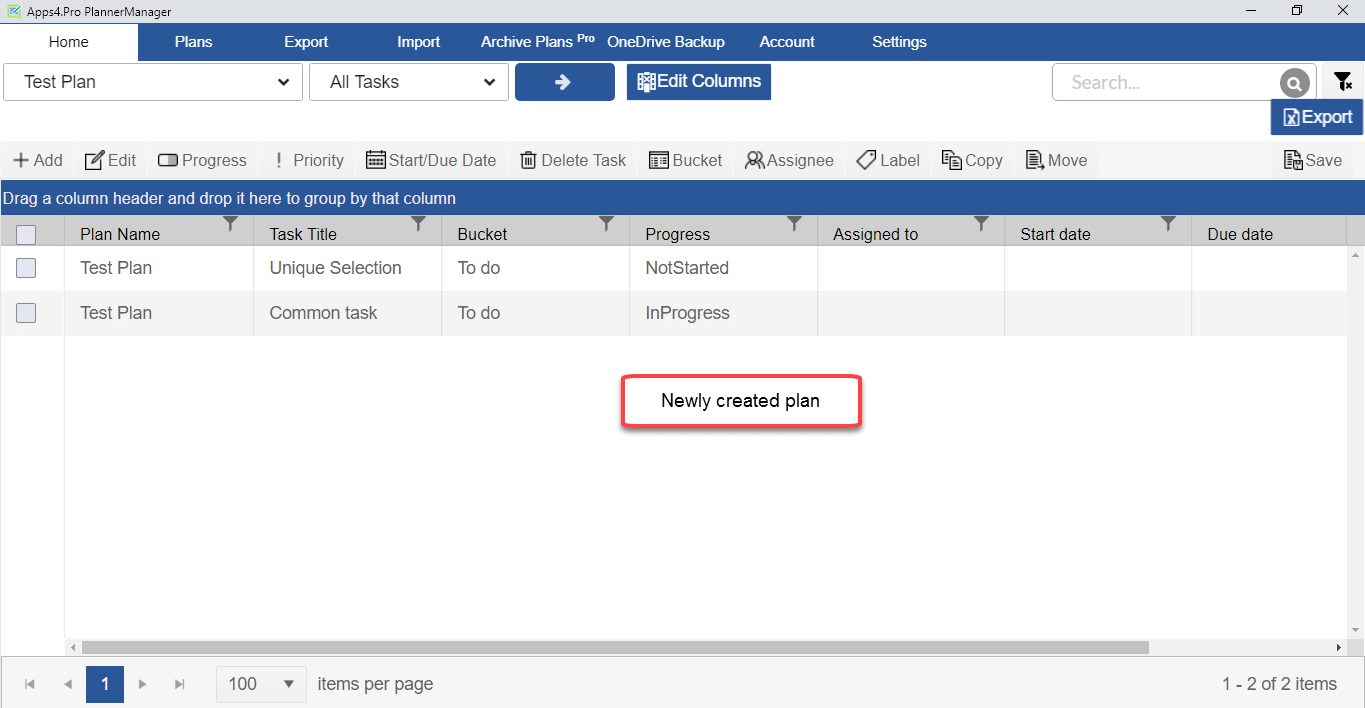 Apps4.Pro PlannerManager
Home Plans Export Import Archive Plans Pro OneDrive Backup Account Settings
Test Plan All Tasks Edit Columns Search...
Export
Add Edit Progress Priority Start/Due Date Delete Task Bucket Assignee Label Copy Move Save
Drag a column header and drop it here to group by that column
Plan Name Task Title Bucket Progress Assigned to Start date Due date
Test Plan Unique Selection To do NotStarted
Test Plan Common task To do InProgress
Newly created plan
1 100 items per page 1 - 2 of 2 items